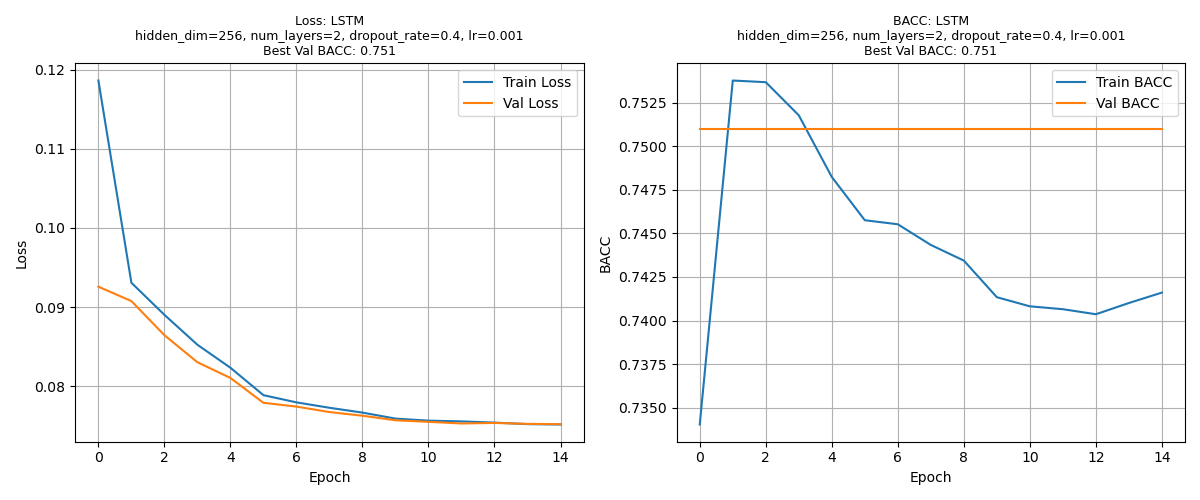 Loss: LSTM
hidden_dim=256, num_layers=2, dropout_rate=0.4, lr=0.001
Best Val BACC: 0.751
0.12
0.11
0.10
0.09
0.08
Loss
Train Loss
Val Loss
0 2 4 6 8 10 12 14
Epoch
BACC: LSTM
hidden_dim=256, num_layers=2, dropout_rate=0.4, lr=0.001
Best Val BACC: 0.751
0.7525
0.7500
0.7475
0.7450
0.7425
0.7400
0.7375
0.7350
BACC
Train BACC
Val BACC
0 2 4 6 8 10 12 14
Epoch